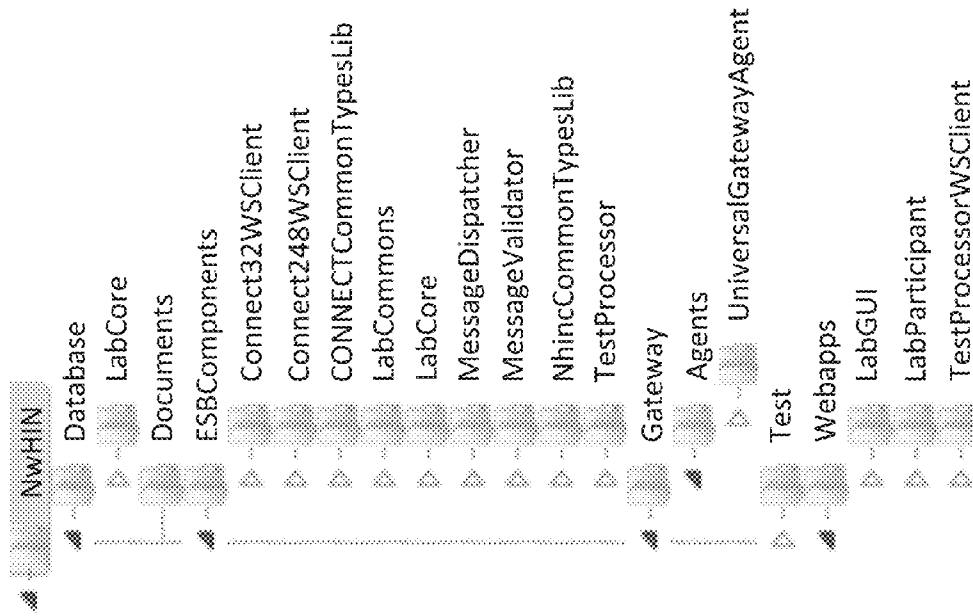 NwHIN
Database
LabCore
Documents
ESBComponents
Connect32WSClient
Connect248WSClient
CONNECTCommonTypesLib
LabCommons
LabCore
MessageDispatcher
MessageValidator
NhincCommonTypesLib
TestProcessor
Gateway
Agents
UniversalGatewayAgent
Test
Webapps
LabGUI
LabParticipant
TestProcessorWSClient